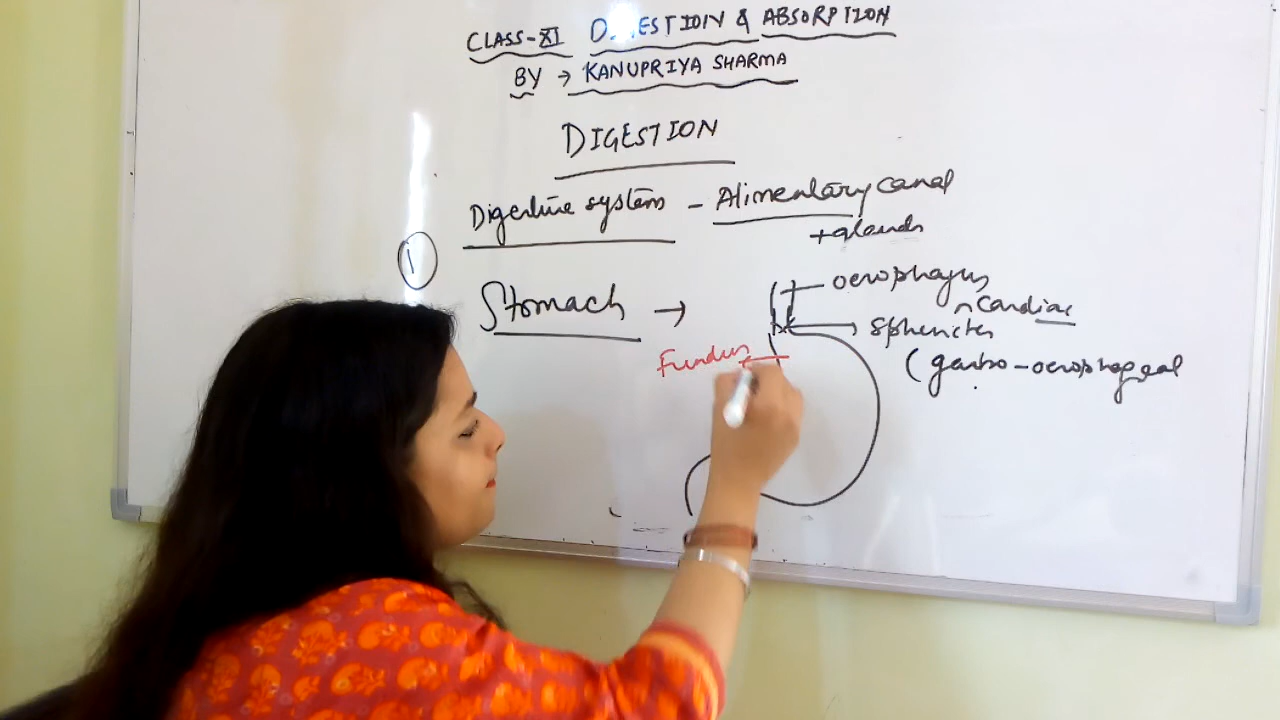 CLASS-XI DIGESTION & ABSORPTION
BY → KANUPRIYA SHARMA
DIGESTION
Digestive system - Alimentary canal
+ glands
1
Stomach →
oesophagus
cardiac
sphincter
Fundus
(gastro-oesophageal